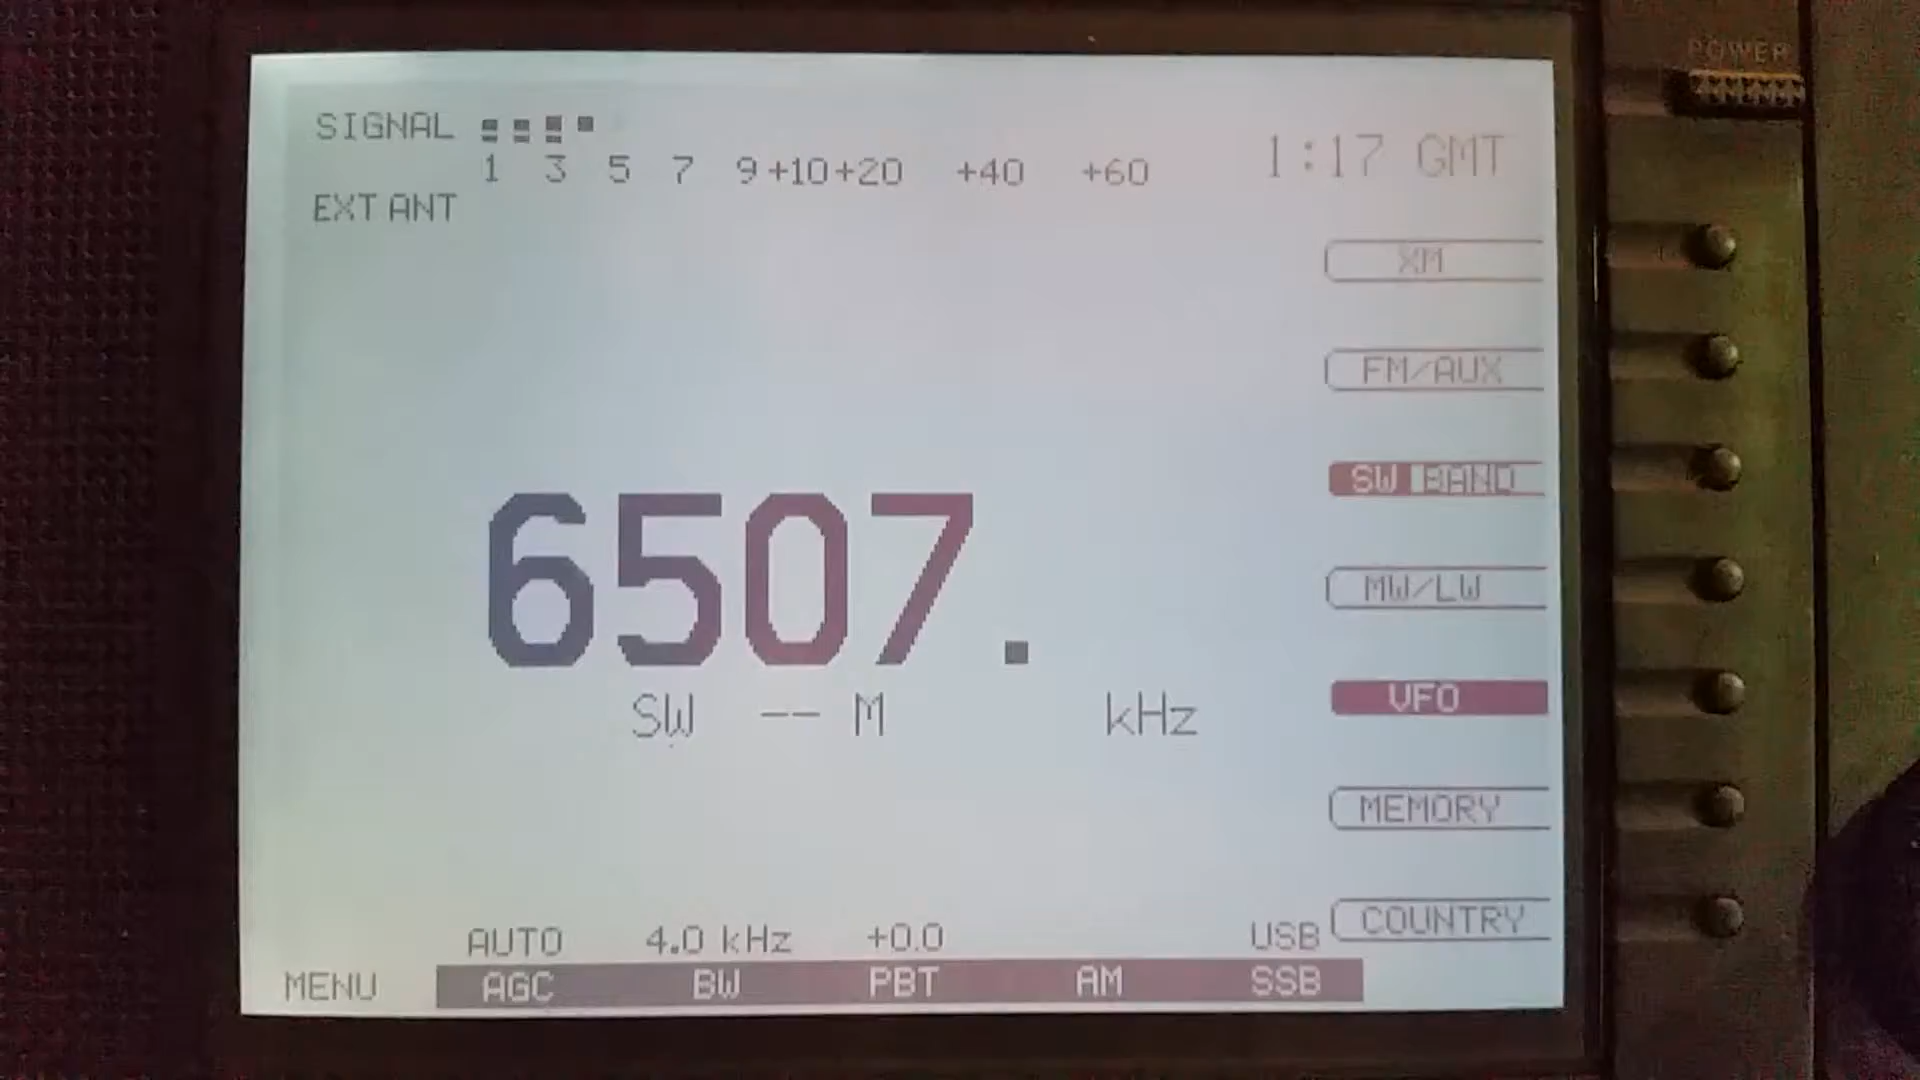 POWER
SIGNAL
1 3 5 7 9 +10 +20 +40 +60
1:17 GMT
EXT ANT
XM
FM/AUX
SW BAND
6507.
MW/LW
SW -- M kHz
VFO
MEMORY
COUNTRY
AUTO 4.0 kHz +0.0 USB
MENU AGC BW PBT AM SSB